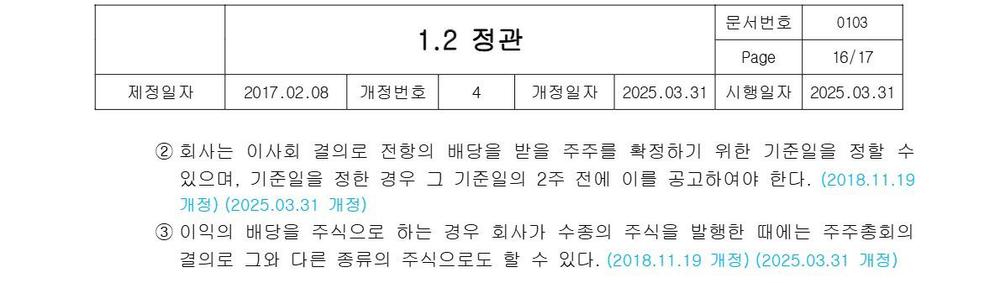 1.2 정관
문서번호 0103
Page 16/17
제정일자 2017.02.08 개정번호 4 개정일자 2025.03.31 시행일자 2025.03.31
② 회사는 이사회 결의로 전항의 배당을 받을 주주를 확정하기 위한 기준일을 정할 수
있으며, 기준일을 정한 경우 그 기준일의 2주 전에 이를 공고하여야 한다. (2018.11.19
개정) (2025.03.31 개정)
③ 이익의 배당을 주식으로 하는 경우 회사가 수종의 주식을 발행한 때에는 주주총회의
결의로 그와 다른 종류의 주식으로도 할 수 있다. (2018.11.19 개정) (2025.03.31 개정)